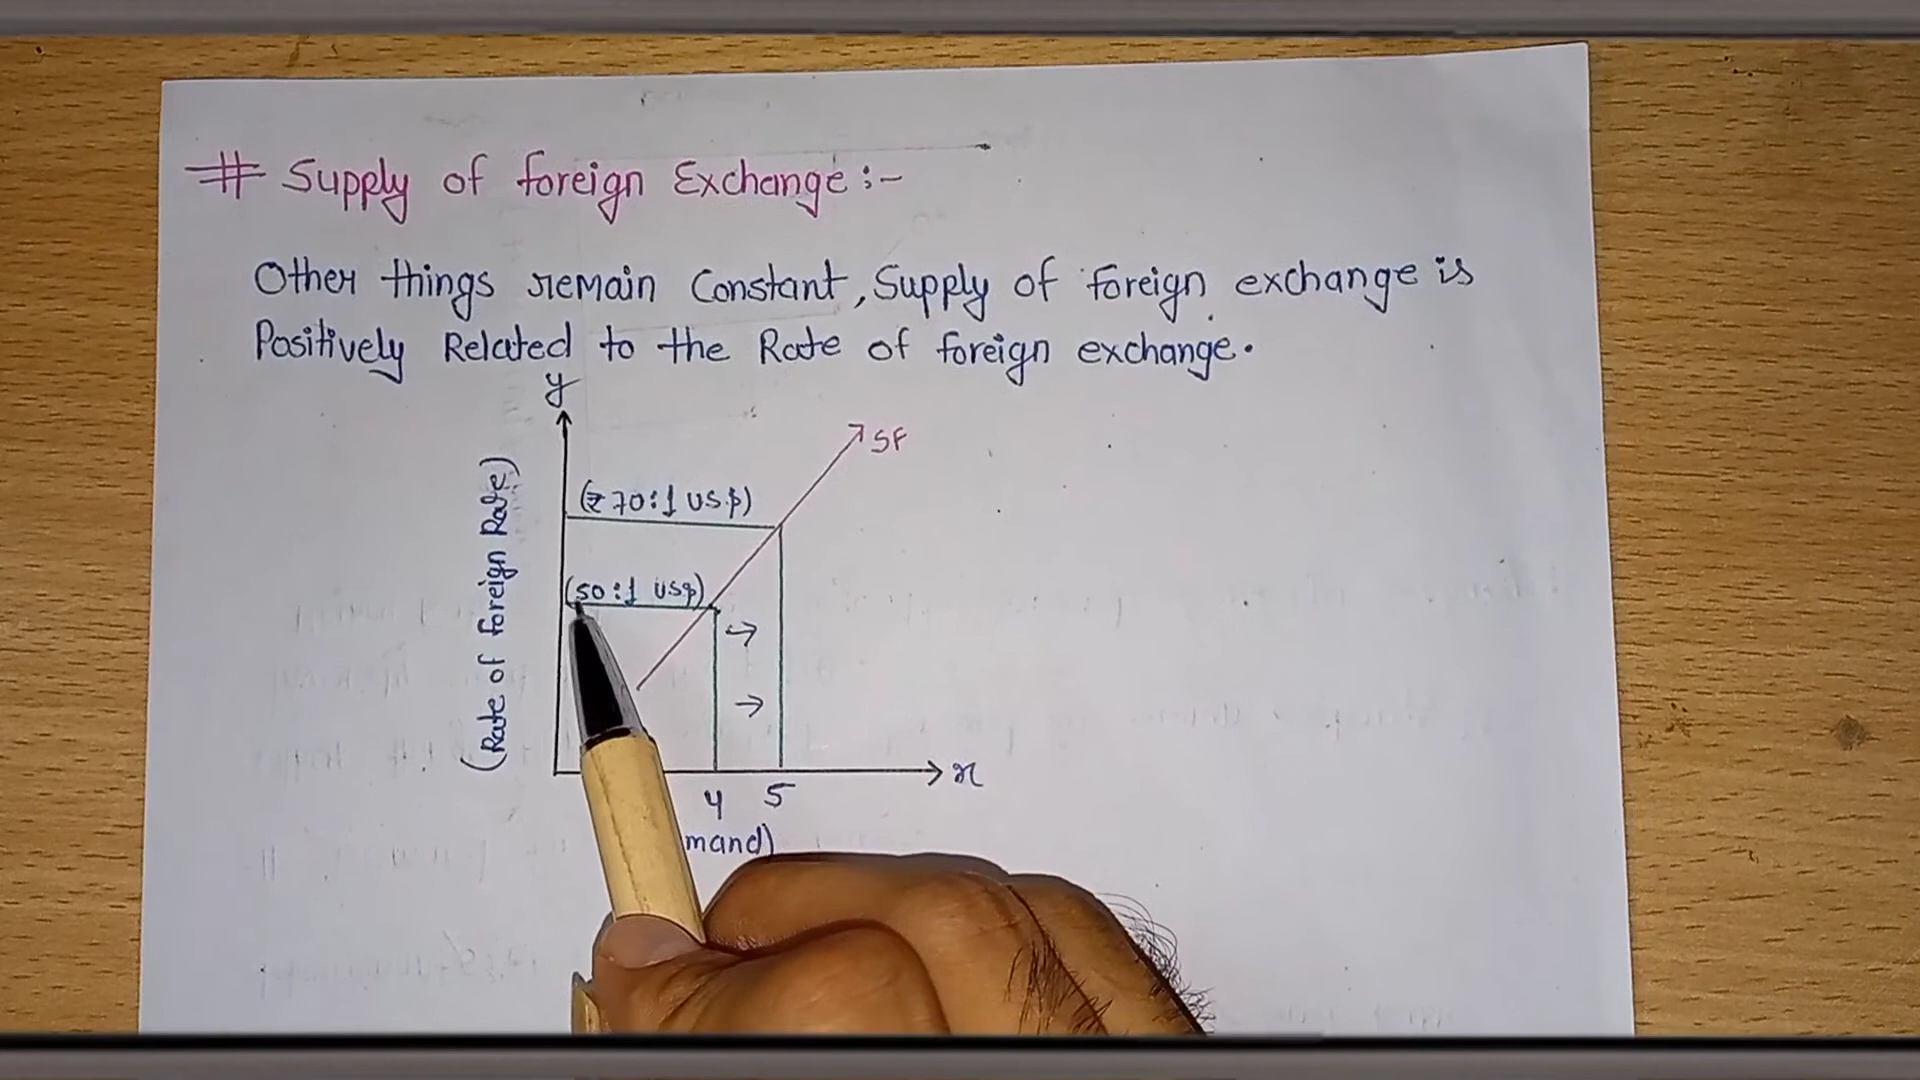 # Supply of foreign Exchange :-
Other things remain Constant, Supply of foreign exchange is
Positively Related to the Rate of foreign exchange.
y
SF
(₹ 70:1 US$)
(50:1 US$)
(Rate of foreign Rate)
x
4 5
mand)